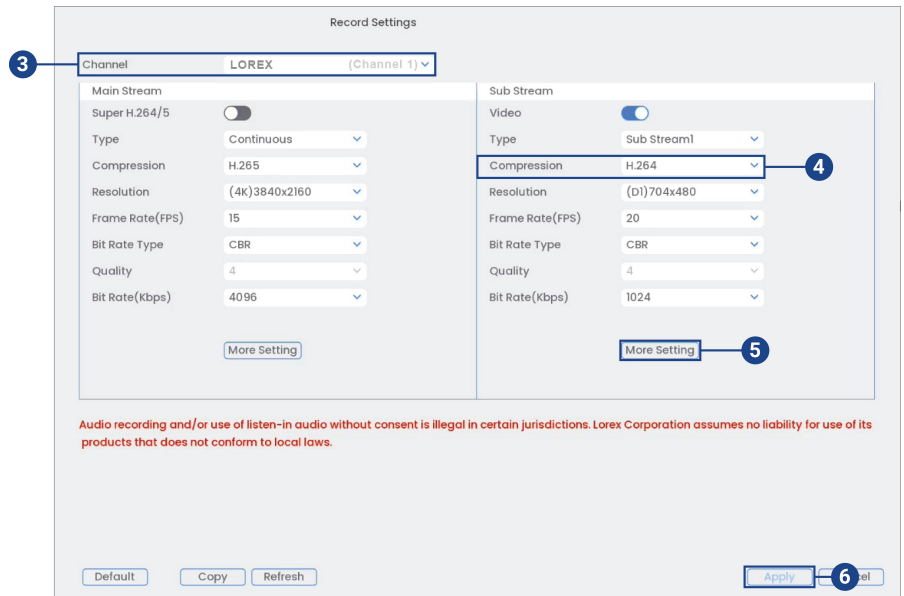 Record Settings
3
Channel LOREX (Channel 1)
Main Stream
Super H.264/5
Type Continuous
Compression H.265
Resolution (4K)3840x2160
Frame Rate(FPS) 15
Bit Rate Type CBR
Quality 4
Bit Rate(Kbps) 4096
More Setting
Sub Stream
Video
Type Sub Stream1
Compression H.264
4
Resolution (D1)704x480
Frame Rate(FPS) 20
Bit Rate Type CBR
Quality 4
Bit Rate(Kbps) 1024
More Setting
5
Audio recording and/or use of listen-in audio without consent is illegal in certain jurisdictions. Lorex Corporation assumes no liability for use of its
products that does not conform to local laws.
Default Copy Refresh Apply 6